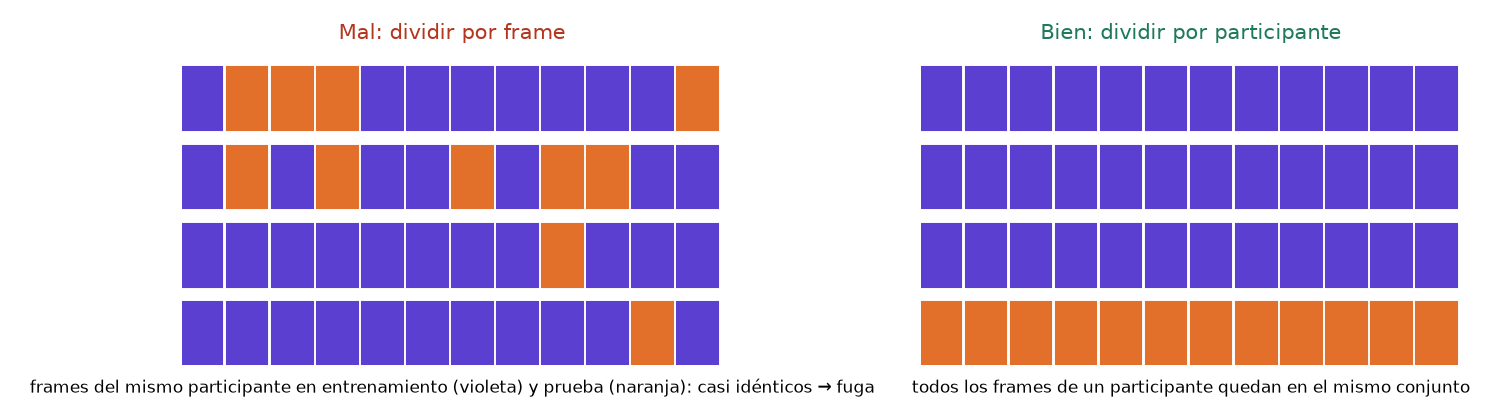 Mal: dividir por frame
Bien: dividir por participante
frames del mismo participante en entrenamiento (violeta) y prueba (naranja): casi idénticos → fuga
todos los frames de un participante quedan en el mismo conjunto